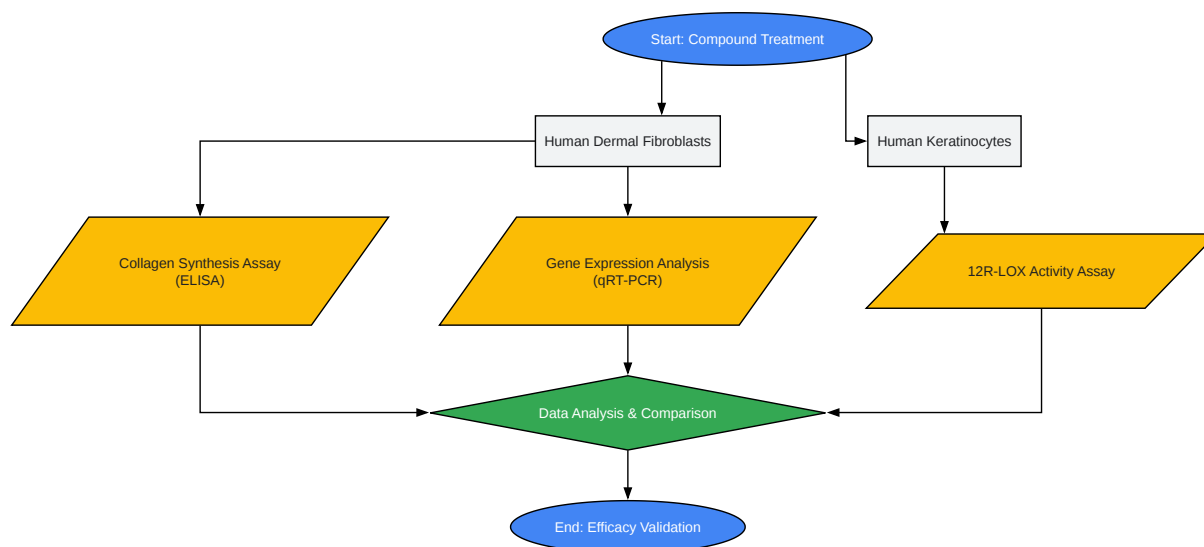 Start: Compound Treatment
Human Dermal Fibroblasts
Human Keratinocytes
Collagen Synthesis Assay
(ELISA)
Gene Expression Analysis
(qRT-PCR)
12R-LOX Activity Assay
Data Analysis & Comparison
End: Efficacy Validation